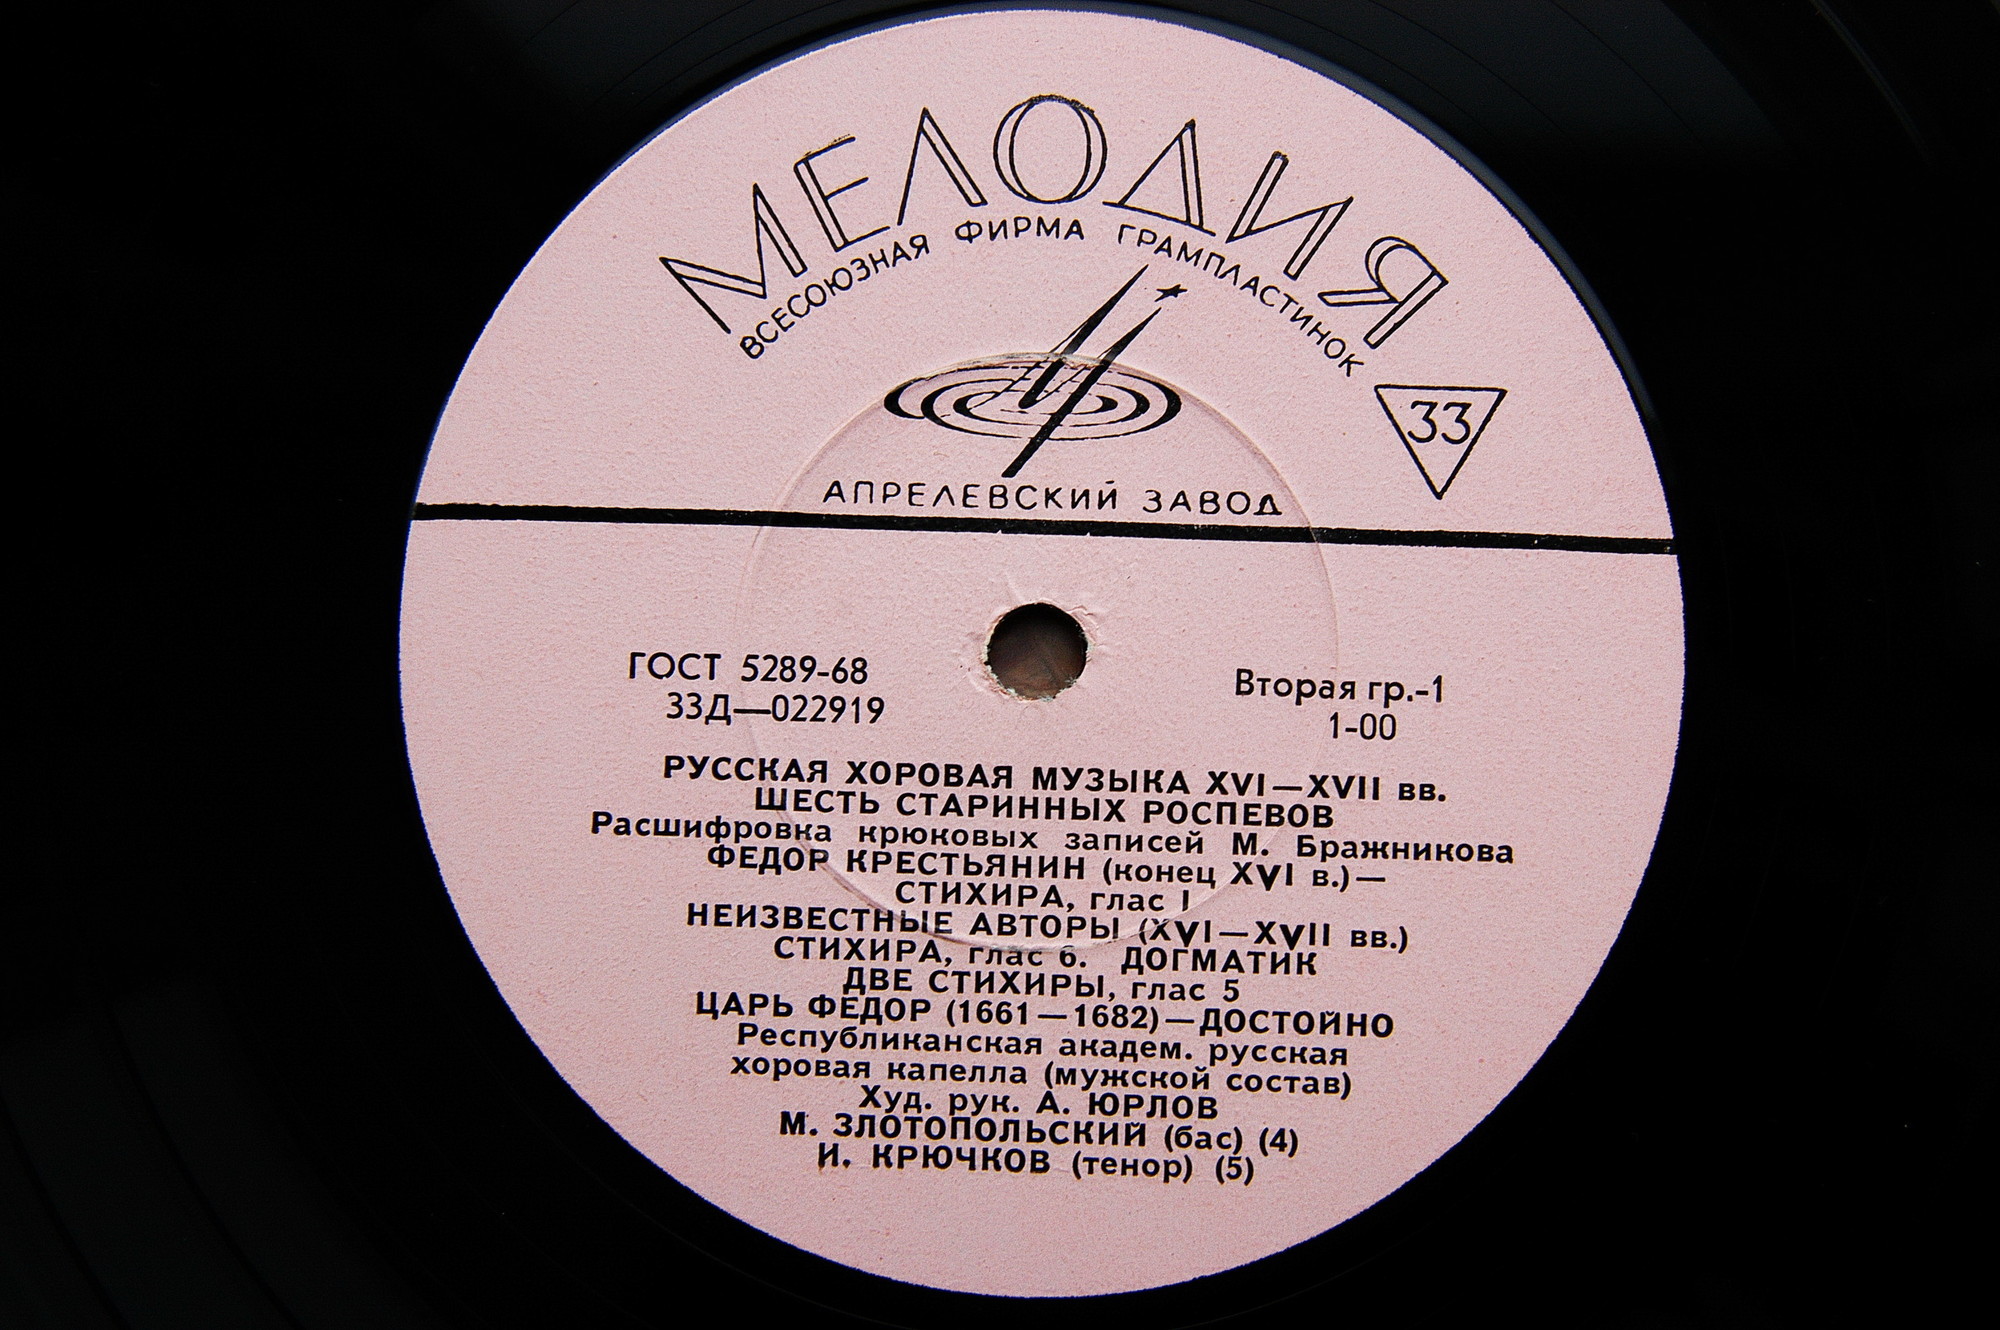 МЕЛОДИЯ
ВСЕСОЮЗНАЯ ФИРМА ГРАМПЛАСТИНОК
33
АПРЕЛЕВСКИЙ ЗАВОД
ГОСТ 5289-68
33Д—022919
Вторая гр.-1
1-00
РУССКАЯ ХОРОВАЯ МУЗЫКА XVI—XVII вв.
ШЕСТЬ СТАРИННЫХ РОСПЕВОВ
Расшифровка крюковых записей М. Бражникова
ФЕДОР КРЕСТЬЯНИН (конец XVI в.)—
СТИХИРА, глас I
НЕИЗВЕСТНЫЕ АВТОРЫ (XVI—XVII вв.)
СТИХИРА, глас 6. ДОГМАТИК
ДВЕ СТИХИРЫ, глас 5
ЦАРЬ ФЕДОР (1661—1682)—ДОСТОЙНО
Республиканская академ. русская
хоровая капелла (мужской состав)
Худ. рук. А. ЮРЛОВ
М. ЗЛОТОПОЛЬСКИЙ (бас) (4)
И. КРЮЧКОВ (тенор) (5)